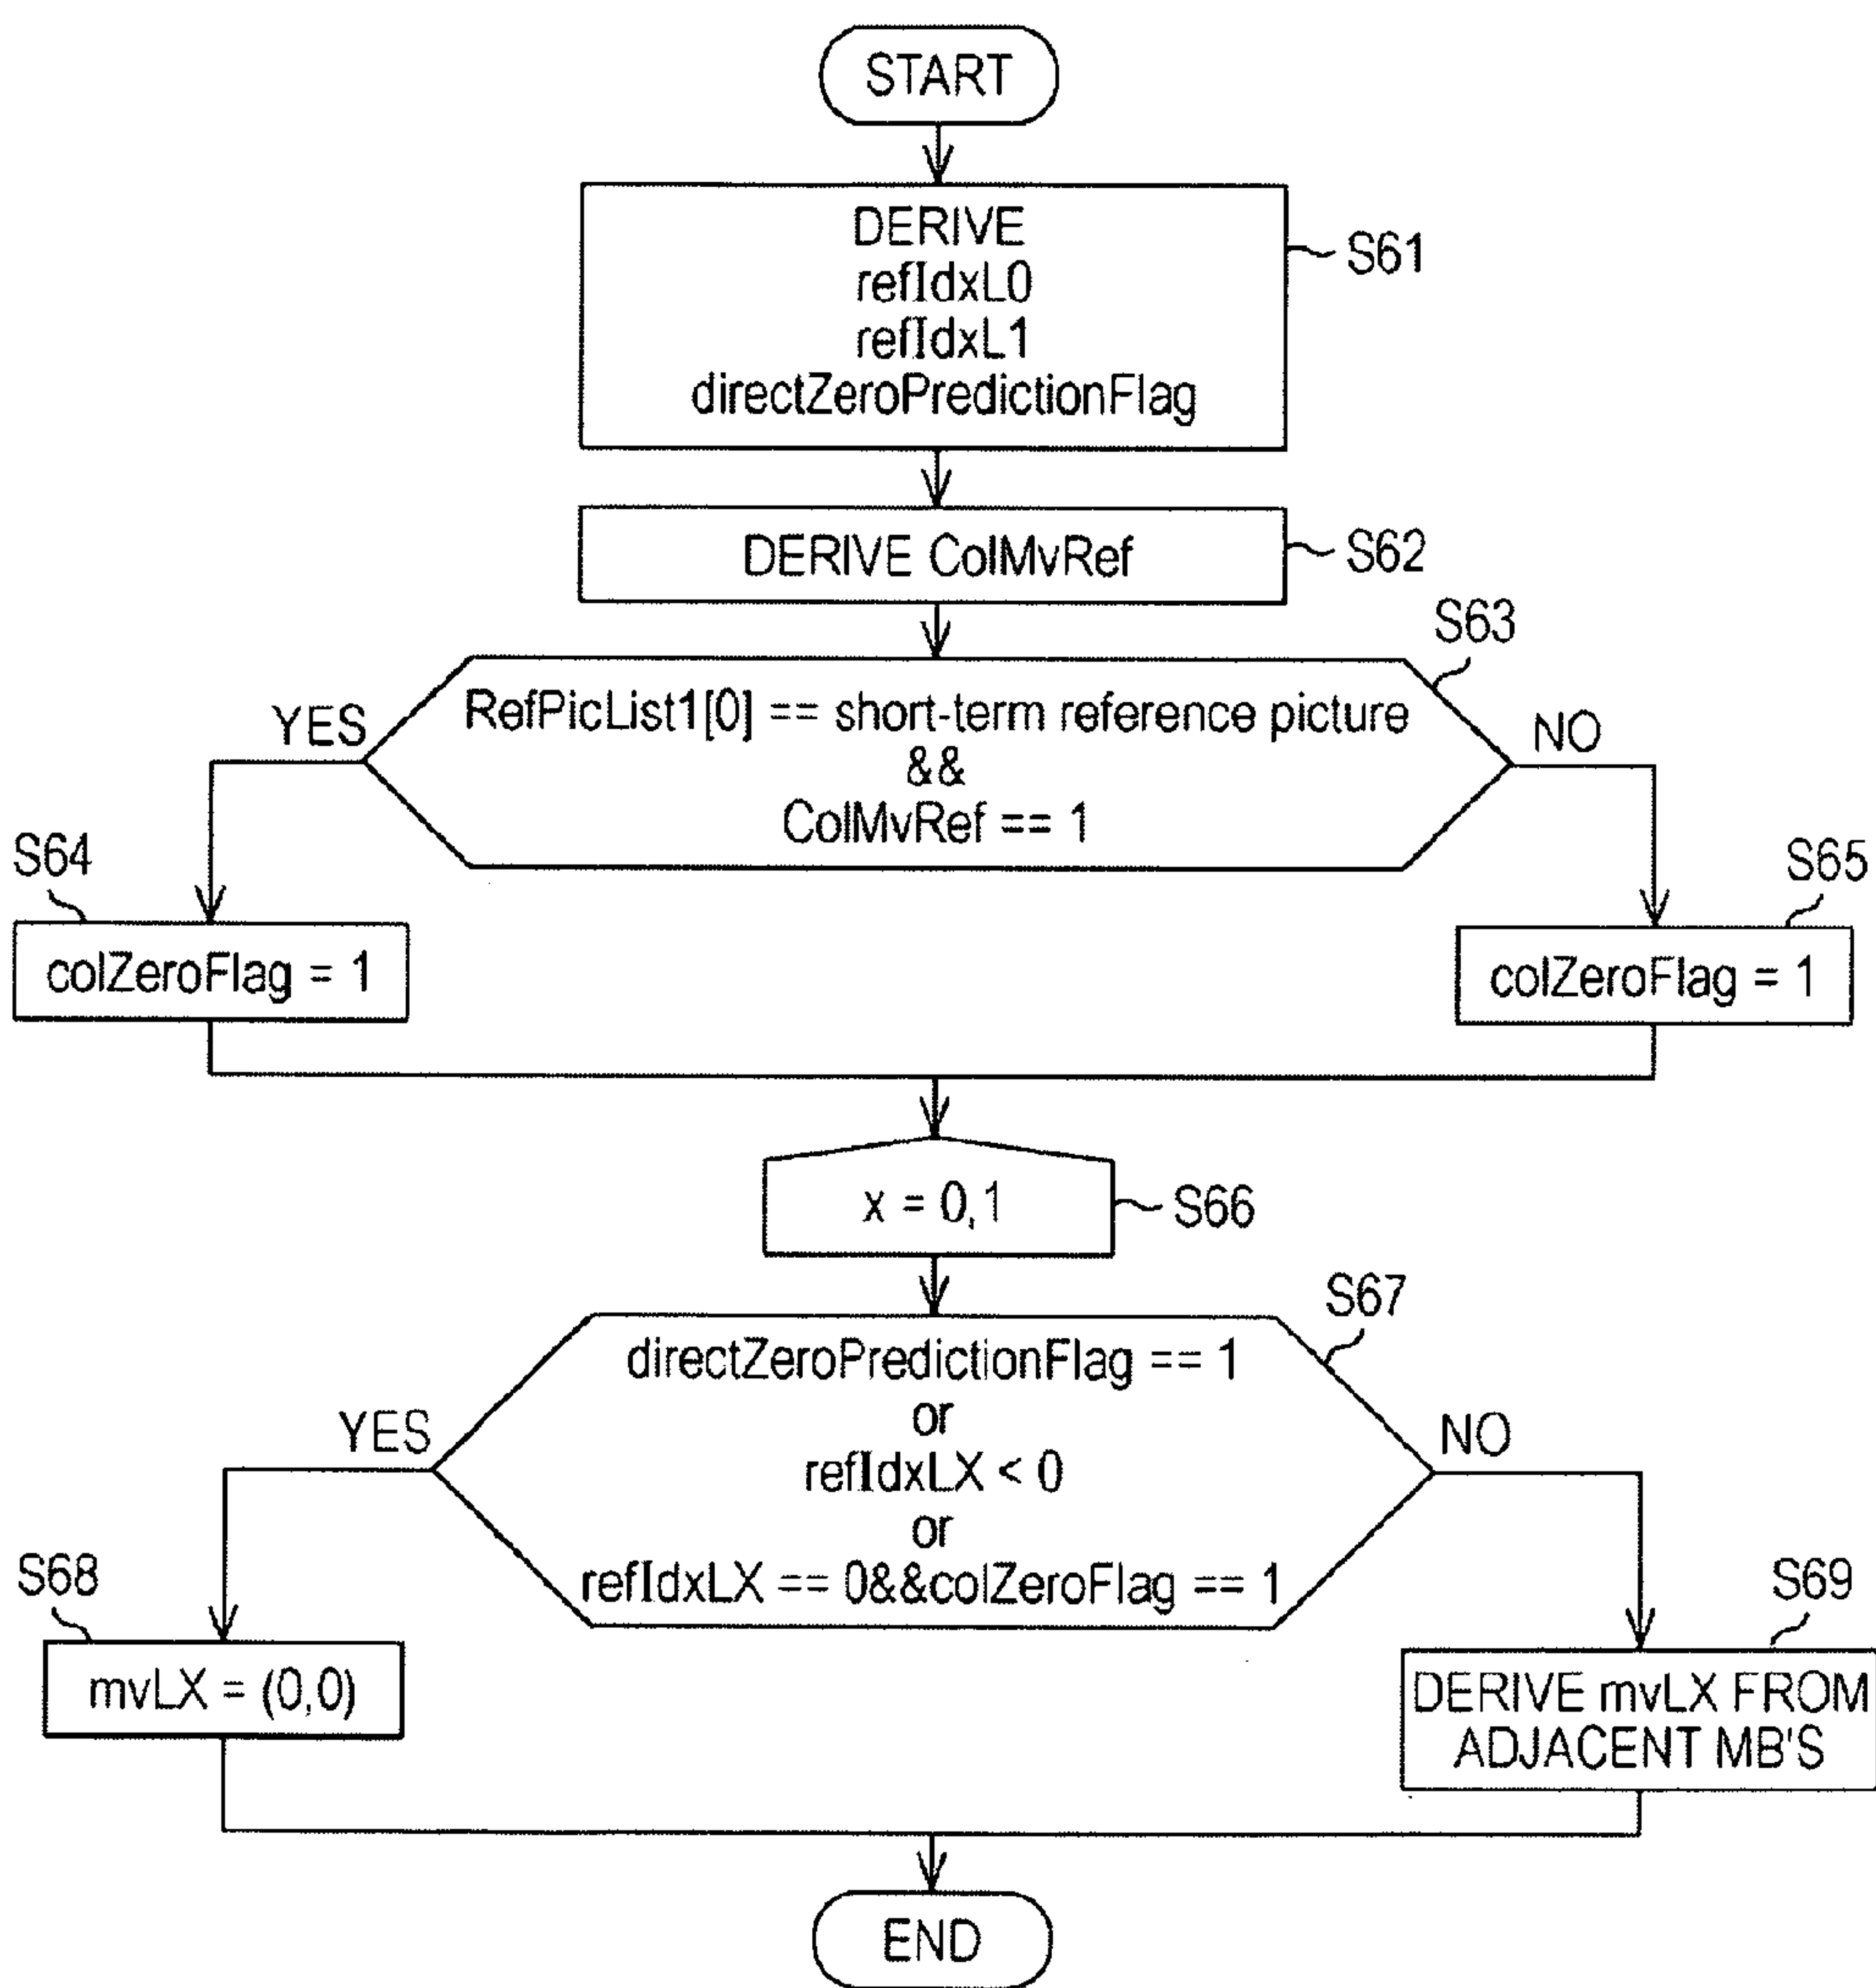 START
DERIVE
refIdxL0
refIdxL1
directZeroPredictionFlag
S61
DERIVE ColMvRef
S62
S63
RefPicList1[0] == short-term reference picture
&&
ColMvRef == 1
YES
NO
S64
colZeroFlag = 1
S65
colZeroFlag = 1
x = 0,1
S66
S67
directZeroPredictionFlag == 1
or
refIdxLX < 0
or
refIdxLX == 0&&colZeroFlag == 1
YES
NO
S68
mvLX = (0,0)
S69
DERIVE mvLX FROM
ADJACENT MB'S
END